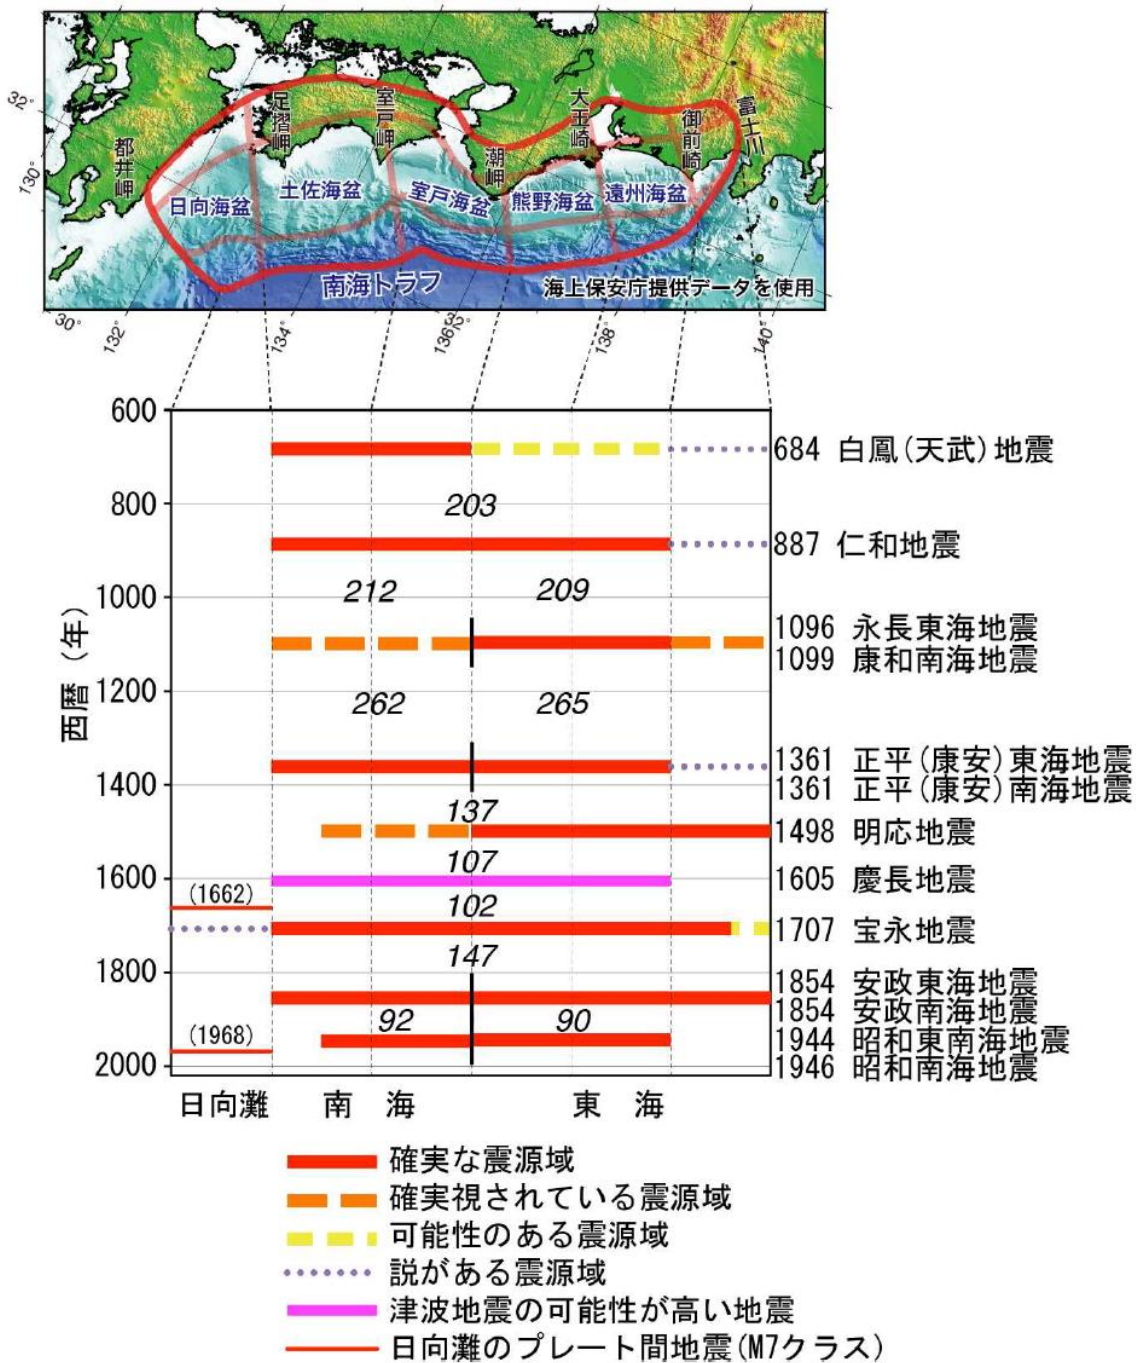 32°
130°
都井岬
足摺岬
室戸岬
潮岬
大王崎
御前崎
富士川
日向海盆
土佐海盆
室戸海盆
熊野海盆
遠州海盆
南海トラフ
海上保安庁提供データを使用
30°
132°
134°
136°
138°
140°
西暦（年）
600
684 白鳳(天武)地震
800
203
887 仁和地震
1000
212
209
1096 永長東海地震
1099 康和南海地震
1200
262
265
1361 正平(康安)東海地震
1361 正平(康安)南海地震
1400
137
1498 明応地震
107
1600
1605 慶長地震
(1662)
102
1707 宝永地震
147
1800
1854 安政東海地震
1854 安政南海地震
92
90
(1968)
1944 昭和東南海地震
1946 昭和南海地震
2000
日向灘 南 海 東 海
確実な震源域
確実視されている震源域
可能性のある震源域
説がある震源域
津波地震の可能性が高い地震
日向灘のプレート間地震(M7クラス)